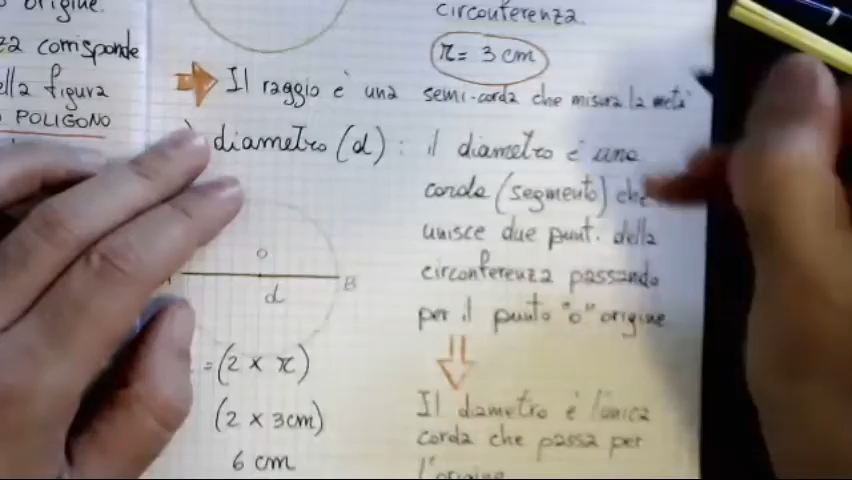 origine.
circonferenza.
corrisponde
r = 3 cm
figura
Il raggio è una semi-corda che misura la metà
POLIGONO
diametro (d) : il diametro è una
corda (segmento) che
unisce due punti della
circonferenza passando
per il punto "o" origine
O
d
B
= (2 x r)
(2 x 3cm)
6 cm
Il diametro è l'unica
corda che passa per
l'origine